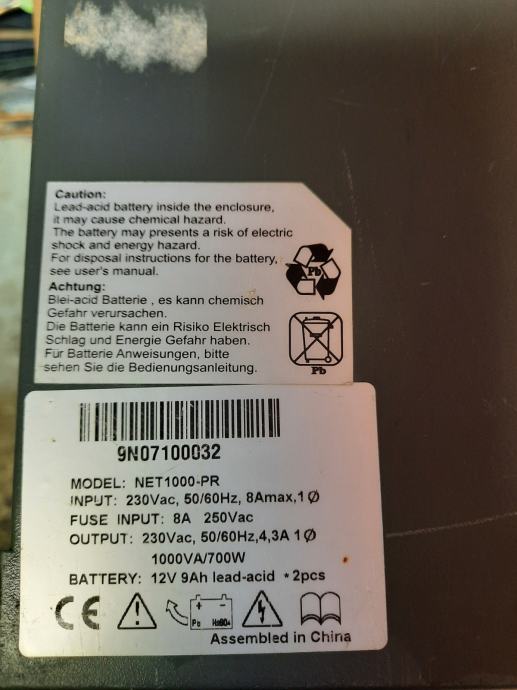 Caution:
Lead-acid battery inside the enclosure,
it may cause chemical hazard.
The battery may presents a risk of electric
shock and energy hazard.
For disposal instructions for the battery,
see user's manual.
Pb
Achtung:
Blei-acid Batterie , es kann chemisch
Gefahr verursachen.
Die Batterie kann ein Risiko Elektrisch
Schlag und Energie Gefahr haben.
Für Batterie Anweisungen, bitte
sehen Sie die Bedienungsanleitung.
Pb
9N07100032
MODEL: NET1000-PR
INPUT: 230Vac, 50/60Hz, 8Amax,1Ø
FUSE INPUT: 8A 250Vac
OUTPUT: 230Vac, 50/60Hz,4,3A 1Ø
1000VA/700W
BATTERY: 12V 9Ah lead-acid *2pcs
CE
+ -
Pb H2SO4
Assembled in China